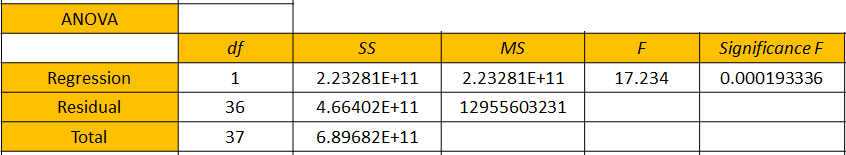 ANOVA
df SS MS F Significance F
Regression 1 2.23281E+11 2.23281E+11 17.234 0.000193336
Residual 36 4.66402E+11 12955603231
Total 37 6.89682E+11